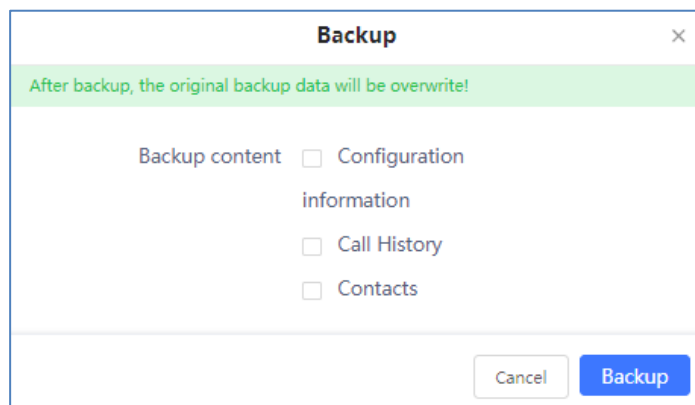 Backup
After backup, the original backup data will be overwrite!
Backup content Configuration
information
Call History
Contacts
Cancel Backup